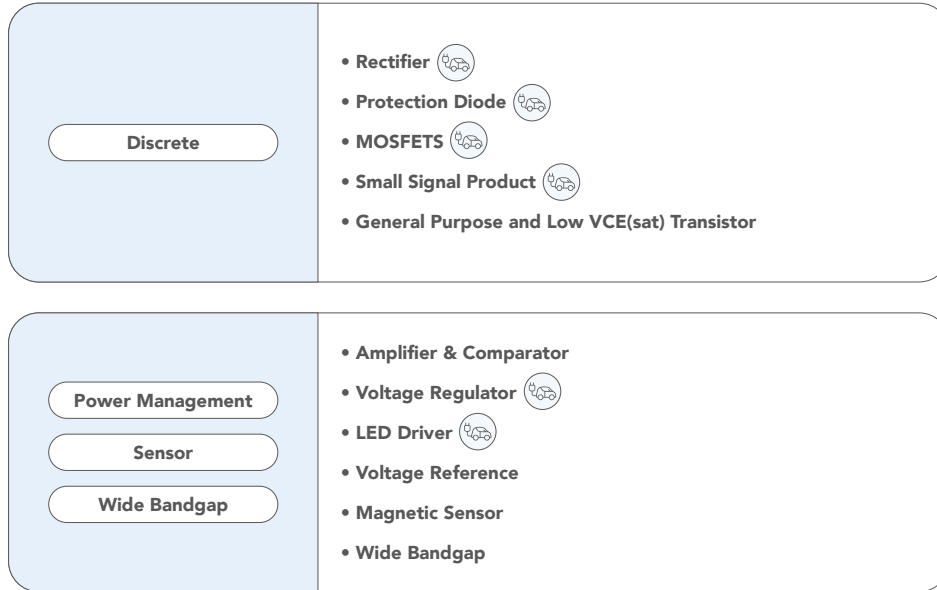 Discrete
• Rectifier
• Protection Diode
• MOSFETS
• Small Signal Product
• General Purpose and Low VCE(sat) Transistor
Power Management
Sensor
Wide Bandgap
• Amplifier & Comparator
• Voltage Regulator
• LED Driver
• Voltage Reference
• Magnetic Sensor
• Wide Bandgap